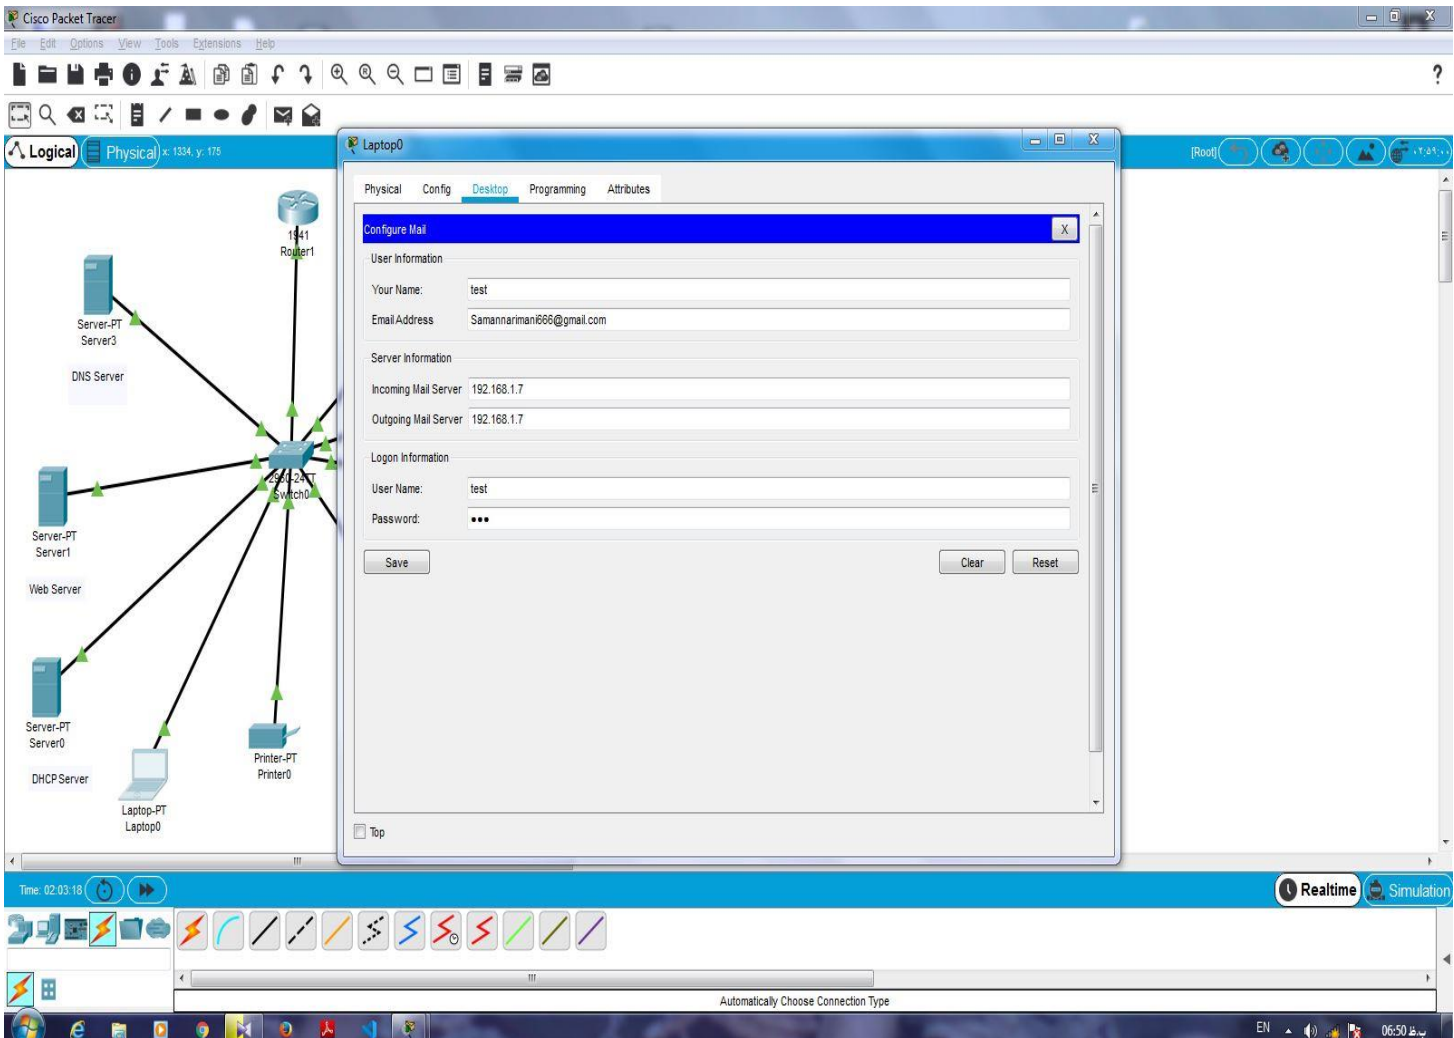 Cisco Packet Tracer
File Edit Options View Tools Extensions Help
?
Logical Physical x: 1334, y: 175
[Root] ۰۲:۵۹:۰۰
Laptop0
Physical Config Desktop Programming Attributes
Configure Mail X
User Information
Your Name: test
Email Address Samannarimani666@gmail.com
Server Information
Incoming Mail Server 192.168.1.7
Outgoing Mail Server 192.168.1.7
Logon Information
User Name: test
Password: •••
Save Clear Reset
Top
1941
Router1
Server-PT
Server3
DNS Server
2960-24TT
Switch0
Server-PT
Server1
Web Server
Server-PT
Server0
DHCP Server
Printer-PT
Printer0
Laptop-PT
Laptop0
Time: 02:03:18
Realtime Simulation
Automatically Choose Connection Type
EN 06:50 ب.ظ